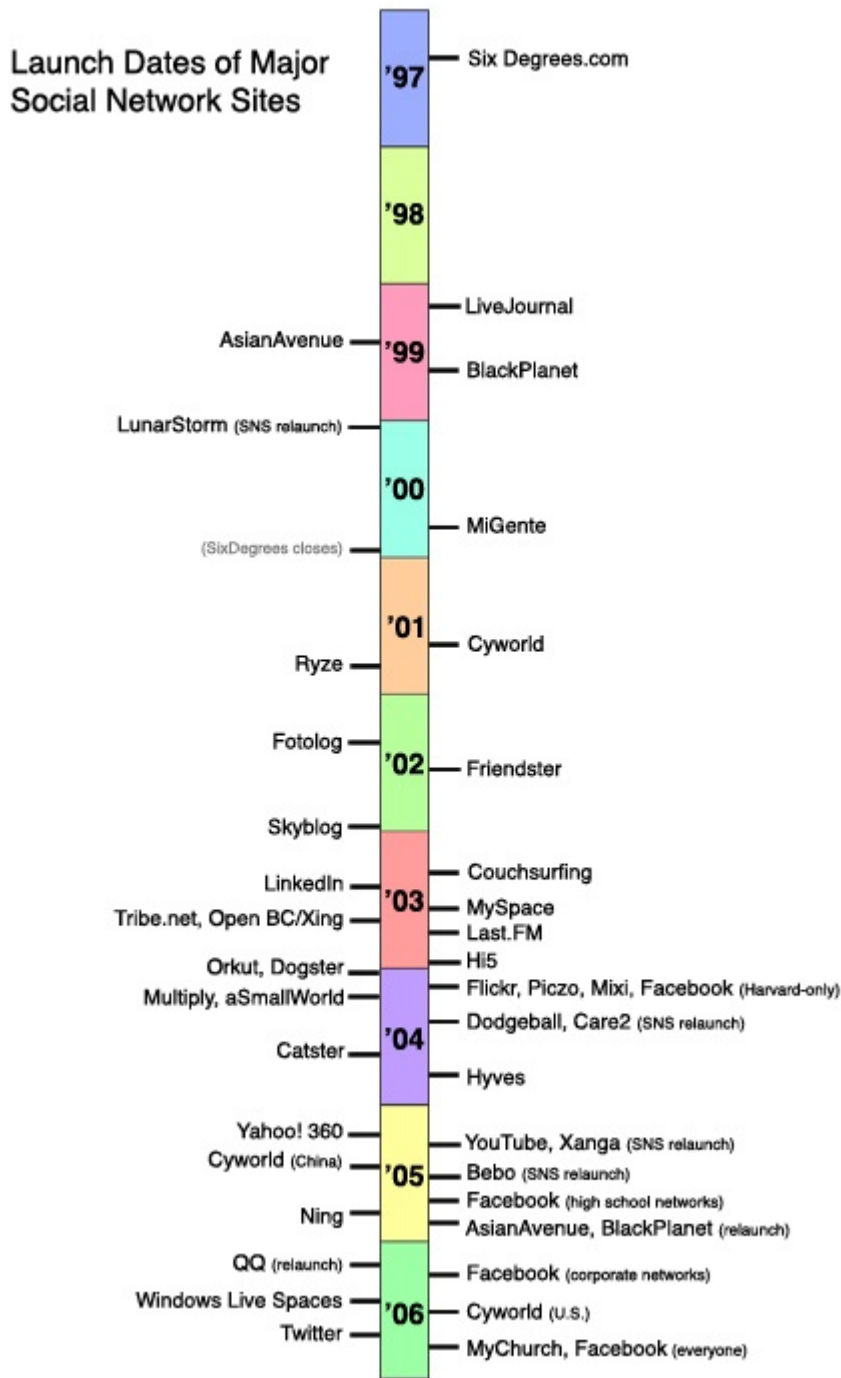 Launch Dates of Major
Social Network Sites
'97
Six Degrees.com
'98
'99
LiveJournal
AsianAvenue
BlackPlanet
'00
LunarStorm (SNS relaunch)
MiGente
(SixDegrees closes)
'01
Cyworld
Ryze
'02
Fotolog
Friendster
Skyblog
'03
Couchsurfing
LinkedIn
MySpace
Tribe.net, Open BC/Xing
Last.FM
Hi5
Orkut, Dogster
'04
Flickr, Piczo, Mixi, Facebook (Harvard-only)
Multiply, aSmallWorld
Dodgeball, Care2 (SNS relaunch)
Catster
Hyves
'05
Yahoo! 360
YouTube, Xanga (SNS relaunch)
Cyworld (China)
Bebo (SNS relaunch)
Facebook (high school networks)
Ning
AsianAvenue, BlackPlanet (relaunch)
'06
QQ (relaunch)
Facebook (corporate networks)
Windows Live Spaces
Cyworld (U.S.)
Twitter
MyChurch, Facebook (everyone)